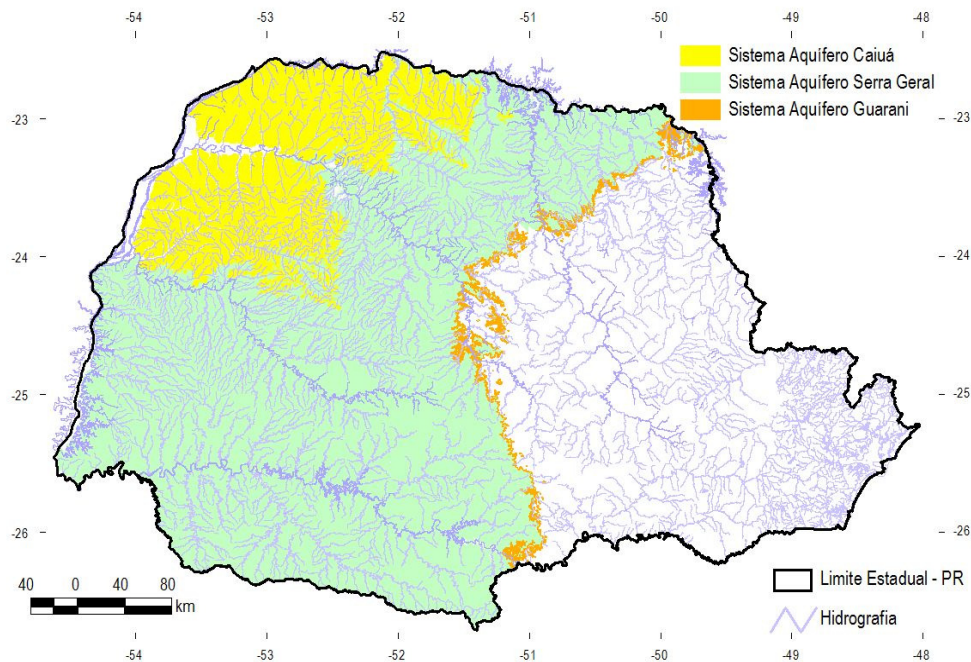 -54 -53 -52 -51 -50 -49 -48
Sistema Aquífero Caiuá
Sistema Aquífero Serra Geral
Sistema Aquífero Guarani
-23 -23
-24 -24
-25 -25
-26 -26
40 0 40 80
km
Limite Estadual - PR
Hidrografia
-54 -53 -52 -51 -50 -49 -48